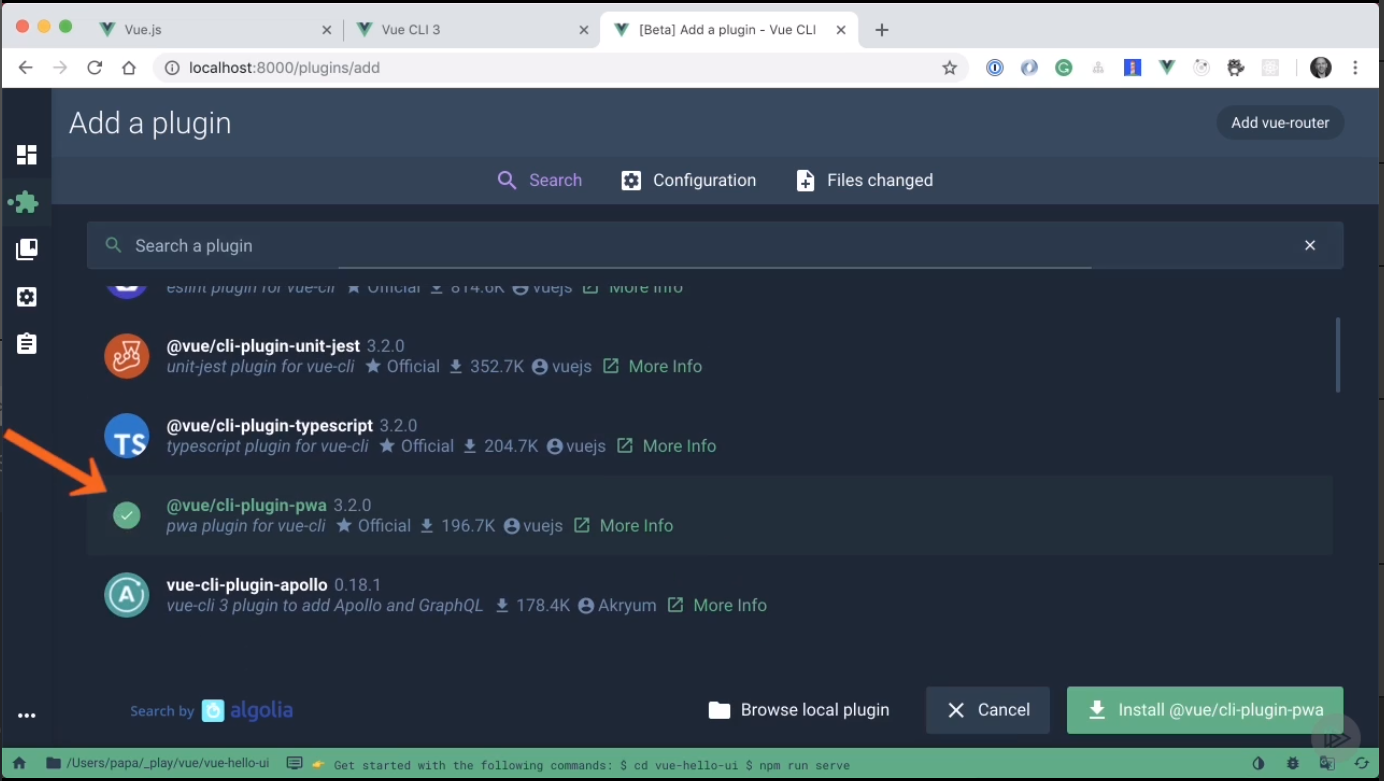 Vue.js
Vue CLI 3
[Beta] Add a plugin - Vue CLI
localhost:8000/plugins/add
Add a plugin
Add vue-router
Search
Configuration
Files changed
Search a plugin
eslint plugin for vue-cli Official 814.6K vuejs More Info
@vue/cli-plugin-unit-jest 3.2.0
unit-jest plugin for vue-cli Official 352.7K vuejs More Info
TS
@vue/cli-plugin-typescript 3.2.0
typescript plugin for vue-cli Official 204.7K vuejs More Info
@vue/cli-plugin-pwa 3.2.0
pwa plugin for vue-cli Official 196.7K vuejs More Info
vue-cli-plugin-apollo 0.18.1
vue-cli 3 plugin to add Apollo and GraphQL 178.4K Akryum More Info
Search by algolia
Browse local plugin
Cancel
Install @vue/cli-plugin-pwa
/Users/papa/_play/vue/vue-hello-ui
Get started with the following commands: $ cd vue-hello-ui $ npm run serve